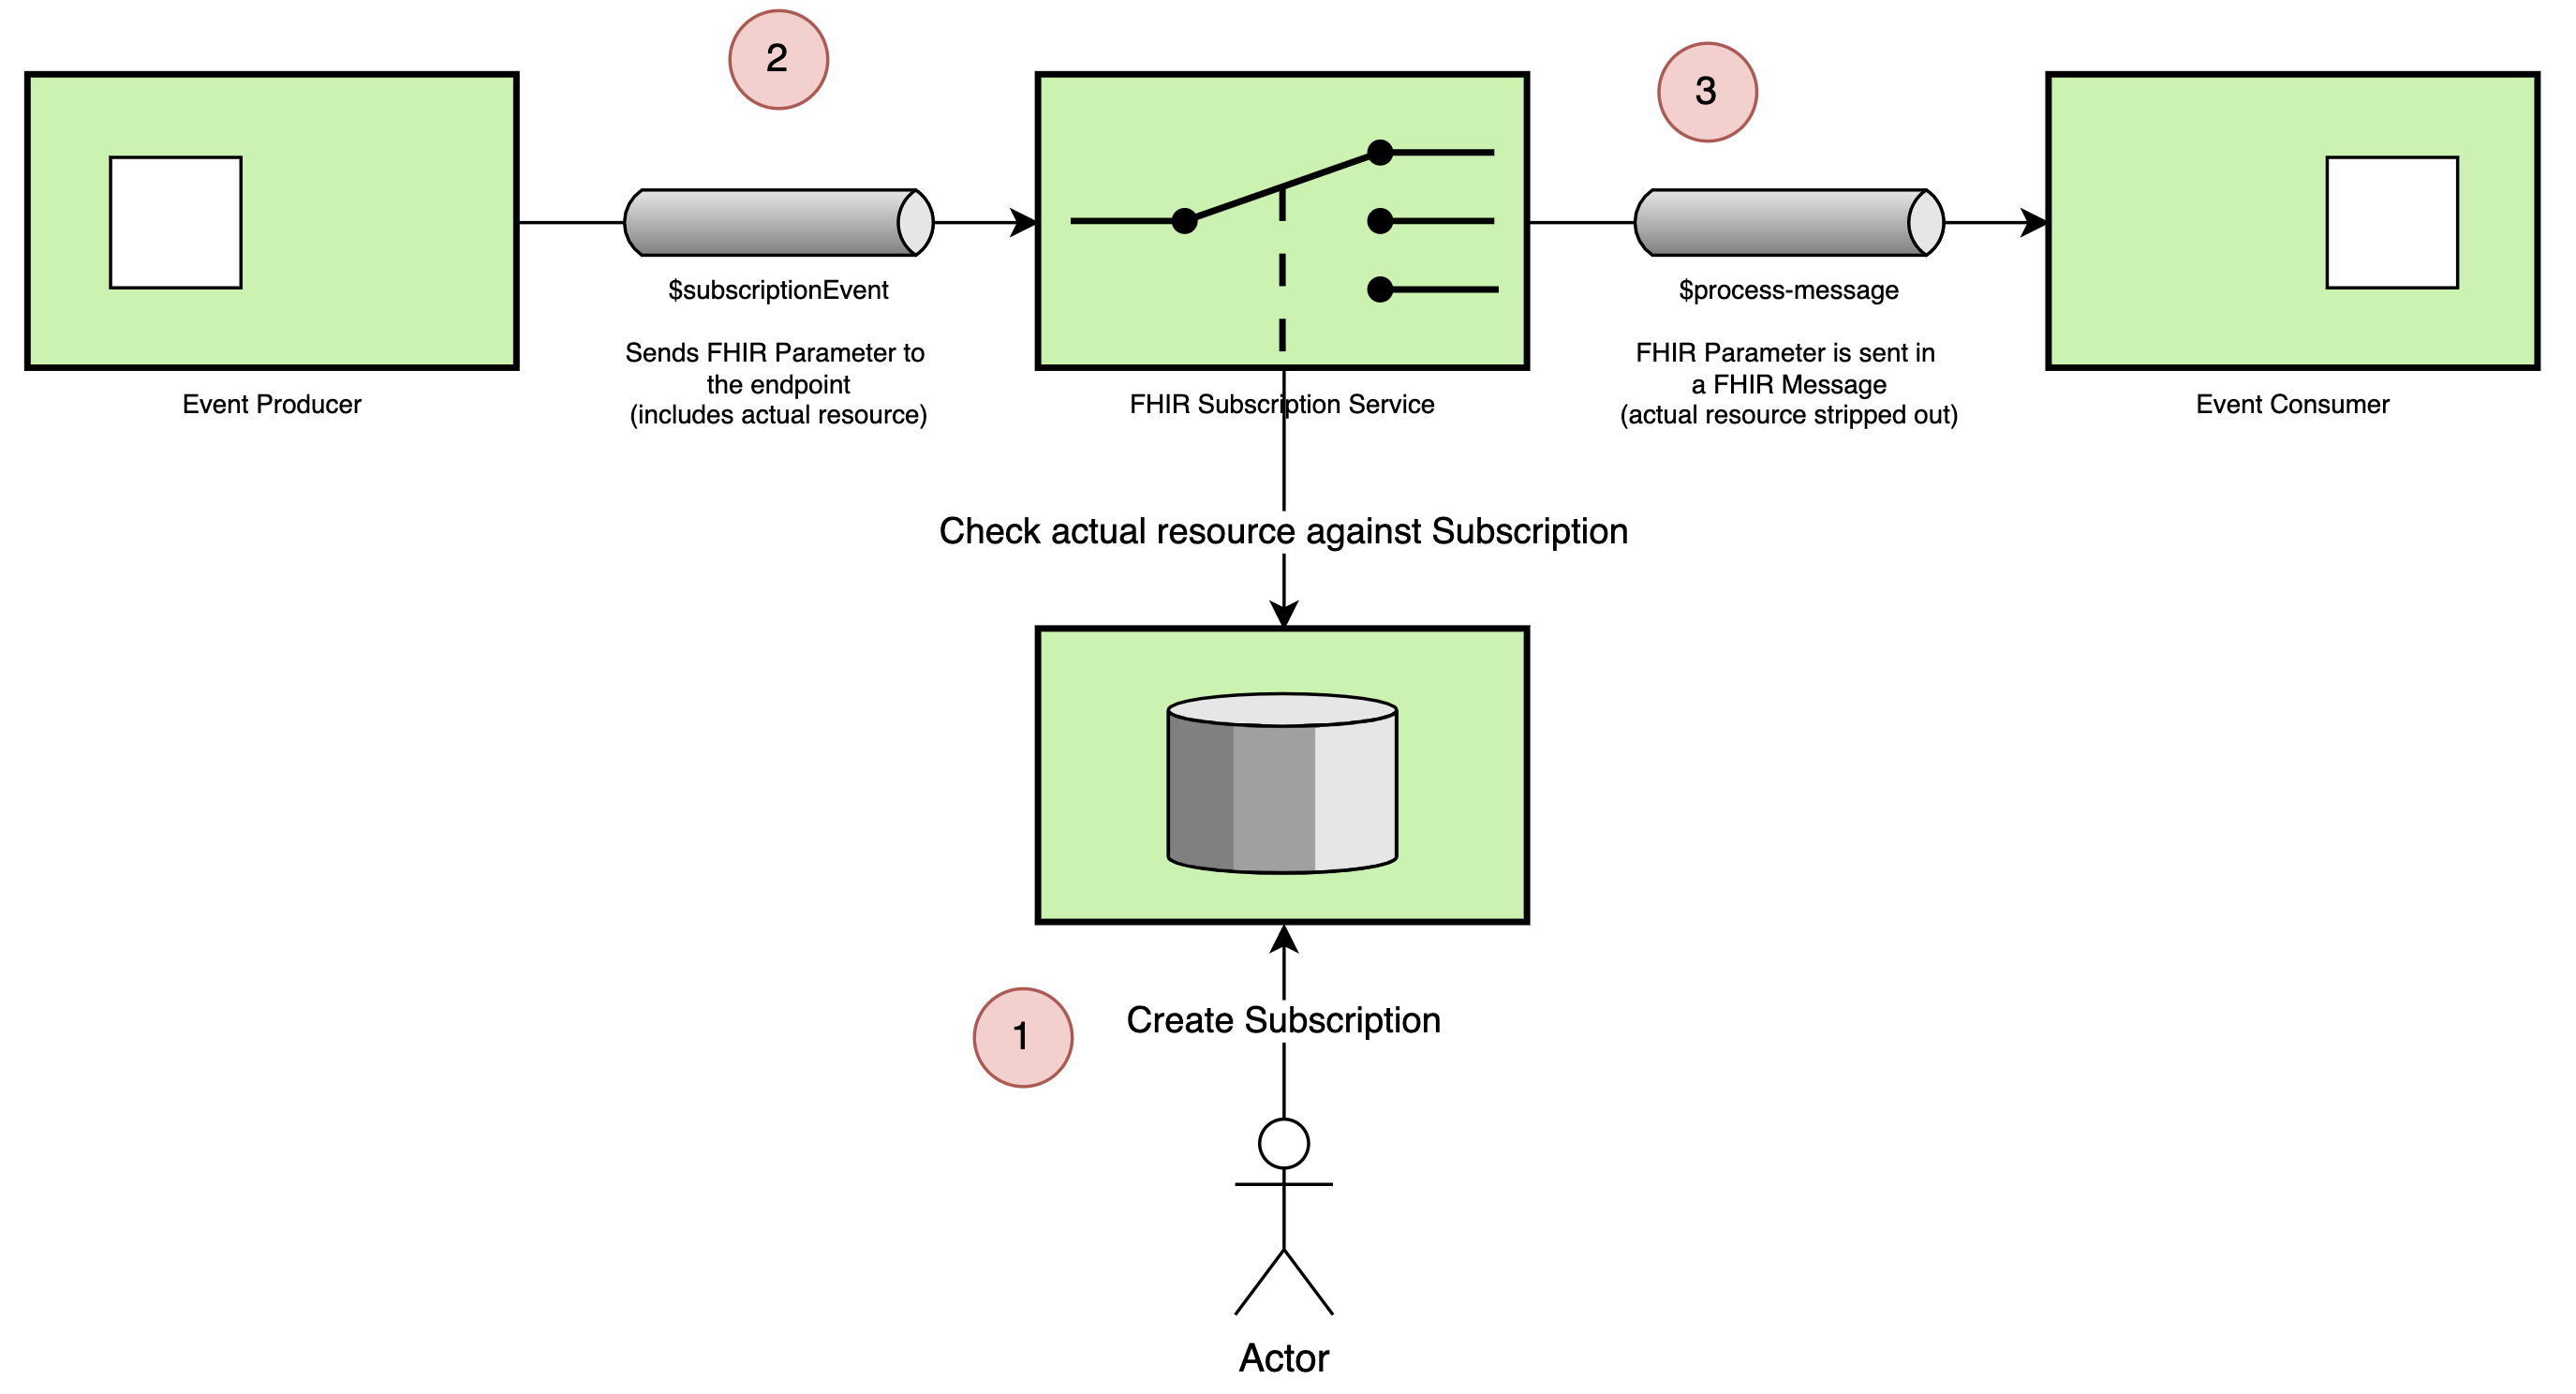 2
3
$subscriptionEvent
Sends FHIR Parameter to
the endpoint
(includes actual resource)
$process-message
FHIR Parameter is sent in
a FHIR Message
(actual resource stripped out)
Event Producer
FHIR Subscription Service
Event Consumer
Check actual resource against Subscription
1
Create Subscription
Actor